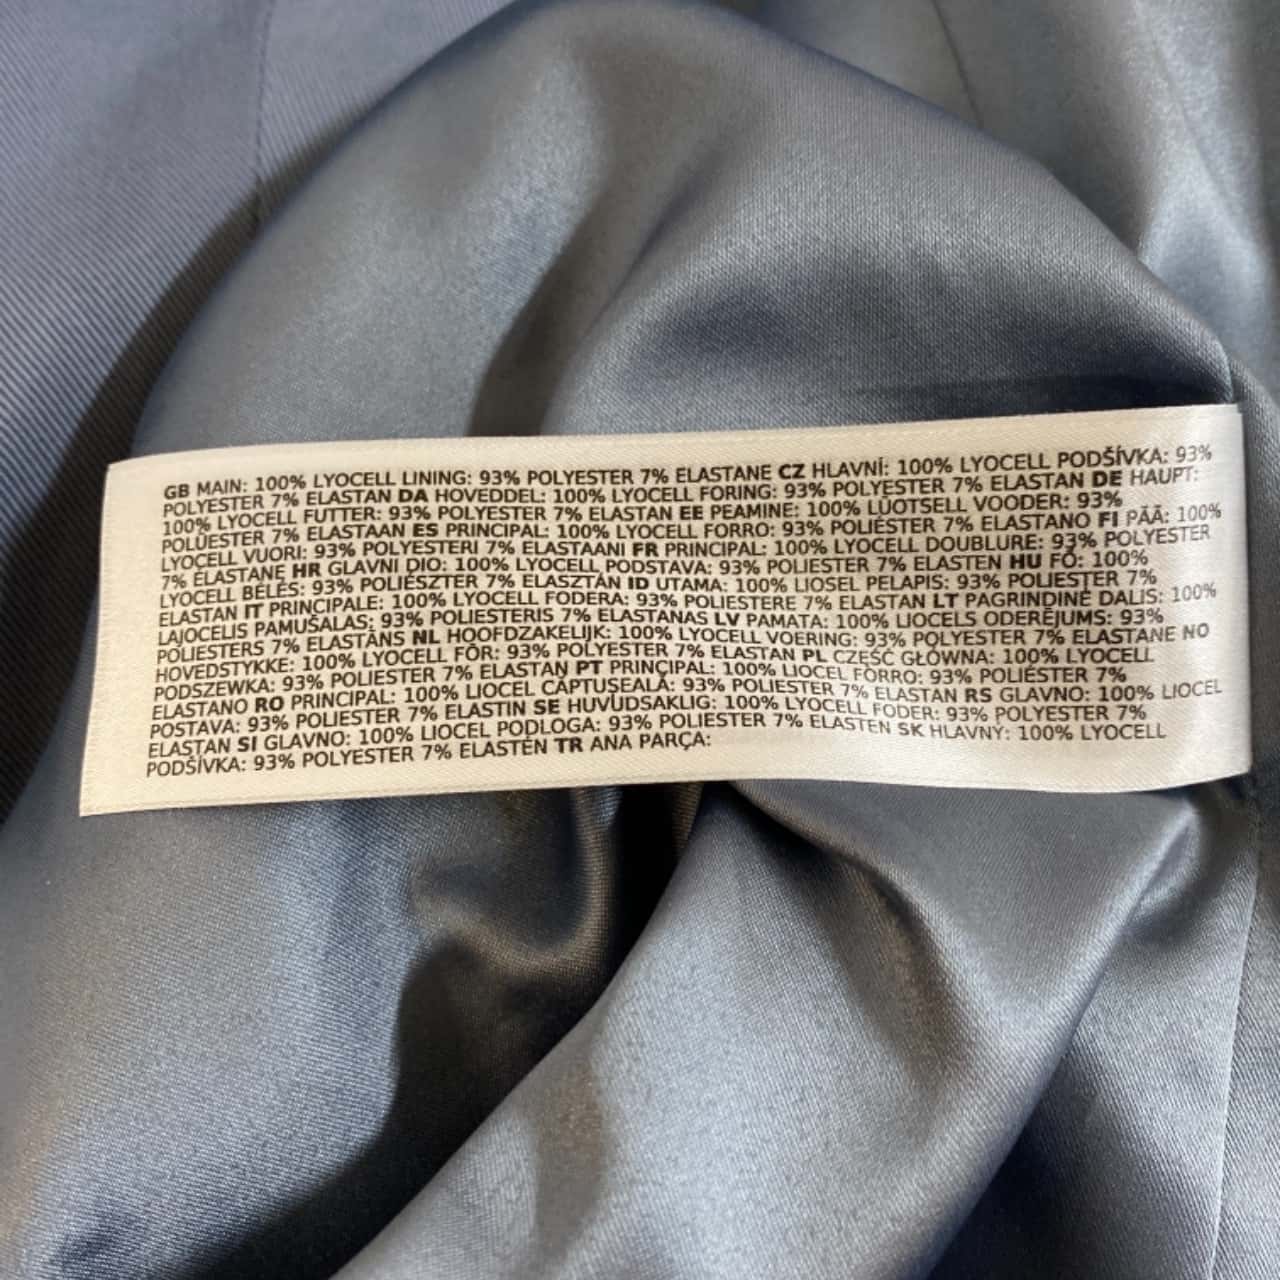 GB MAIN: 100% LYOCELL LINING: 93% POLYESTER 7% ELASTANE CZ HLAVNÍ: 100% LYOCELL PODŠÍVKA: 93%
POLYESTER 7% ELASTAN DA HOVEDDEL: 100% LYOCELL FORING: 93% POLYESTER 7% ELASTAN DE HAUPT:
100% LYOCELL FUTTER: 93% POLYESTER 7% ELASTAN EE PEAMINE: 100% LÜOTSELL VOODER: 93%
POLÜESTER 7% ELASTAAN ES PRINCIPAL: 100% LYOCELL FORRO: 93% POLIÉSTER 7% ELASTANO FI PÄÄ: 100%
LYOCELL VUORI: 93% POLYESTERI 7% ELASTAANI FR PRINCIPAL: 100% LYOCELL DOUBLURE: 93% POLYESTER
7% ÉLASTANE HR GLAVNI DIO: 100% LYOCELL PODSTAVA: 93% POLIESTER 7% ELASTEN HU FŐ: 100%
LYOCELL BÉLÉS: 93% POLIÉSZTER 7% ELASZTÁN ID UTAMA: 100% LIOSEL PELAPIS: 93% POLIESTER 7%
ELASTAN IT PRINCIPALE: 100% LYOCELL FODERA: 93% POLIESTERE 7% ELASTAN LT PAGRINDINĖ DALIS: 100%
LAJOCELIS PAMUŠALAS: 93% POLIESTERIS 7% ELASTANAS LV PAMATA: 100% LIOCELS ODERĒJUMS: 93%
POLIESTERS 7% ELASTĀNS NL HOOFDZAKELIJK: 100% LYOCELL VOERING: 93% POLYESTER 7% ELASTANE NO
HOVEDSTYKKE: 100% LYOCELL FÔR: 93% POLYESTER 7% ELASTAN PL CZĘŚĆ GŁÓWNA: 100% LYOCELL
PODSZEWKA: 93% POLIESTER 7% ELASTAN PT PRINCIPAL: 100% LIOCEL FORRO: 93% POLIÉSTER 7%
ELASTANO RO PRINCIPAL: 100% LIOCEL CĂPTUȘEALĂ: 93% POLIESTER 7% ELASTAN RS GLAVNO: 100% LIOCEL
POSTAVA: 93% POLIESTER 7% ELASTIN SE HUVUDSAKLIG: 100% LYOCELL FODER: 93% POLYESTER 7%
ELASTAN SI GLAVNO: 100% LIOCEL PODLOGA: 93% POLIESTER 7% ELASTEN SK HLAVNÝ: 100% LYOCELL
PODŠÍVKA: 93% POLYESTER 7% ELASTÉN TR ANA PARÇA: